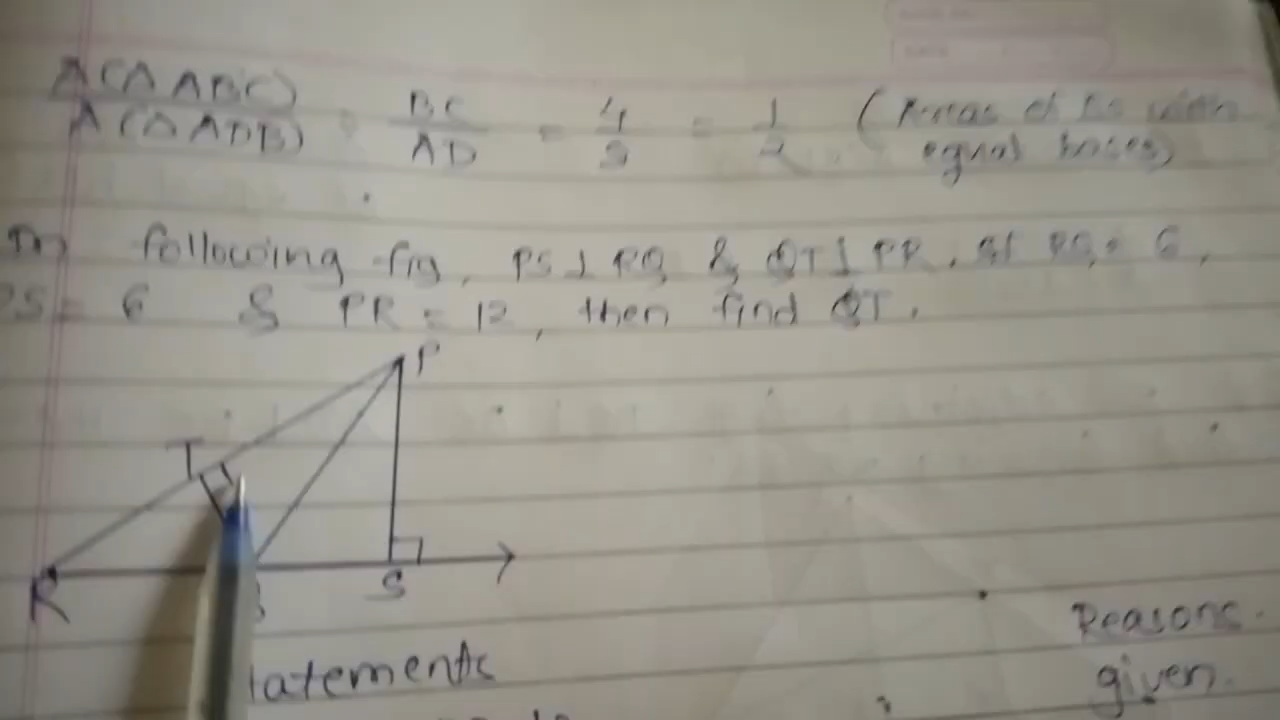 A(Δ ABC) / A(Δ ADB) = BC / AD = 4 / 8 = 1 / 2 (Areas of Δs with
equal bases)
In following fig, PS ⊥ RQ & QT ⊥ PR. If RQ = 6,
PS = 6 & PR = 12, then find QT.
P
T
R S
Statements Reasons.
given.